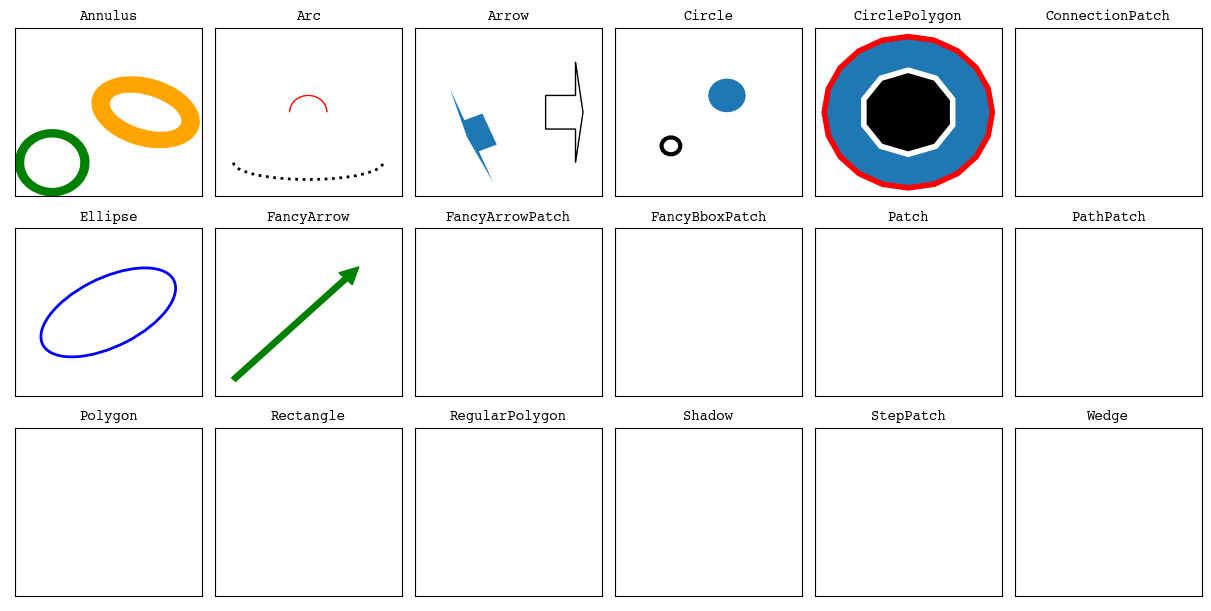 Annulus
Arc
Arrow
Circle
CirclePolygon
ConnectionPatch
Ellipse
FancyArrow
FancyArrowPatch
FancyBboxPatch
Patch
PathPatch
Polygon
Rectangle
RegularPolygon
Shadow
StepPatch
Wedge